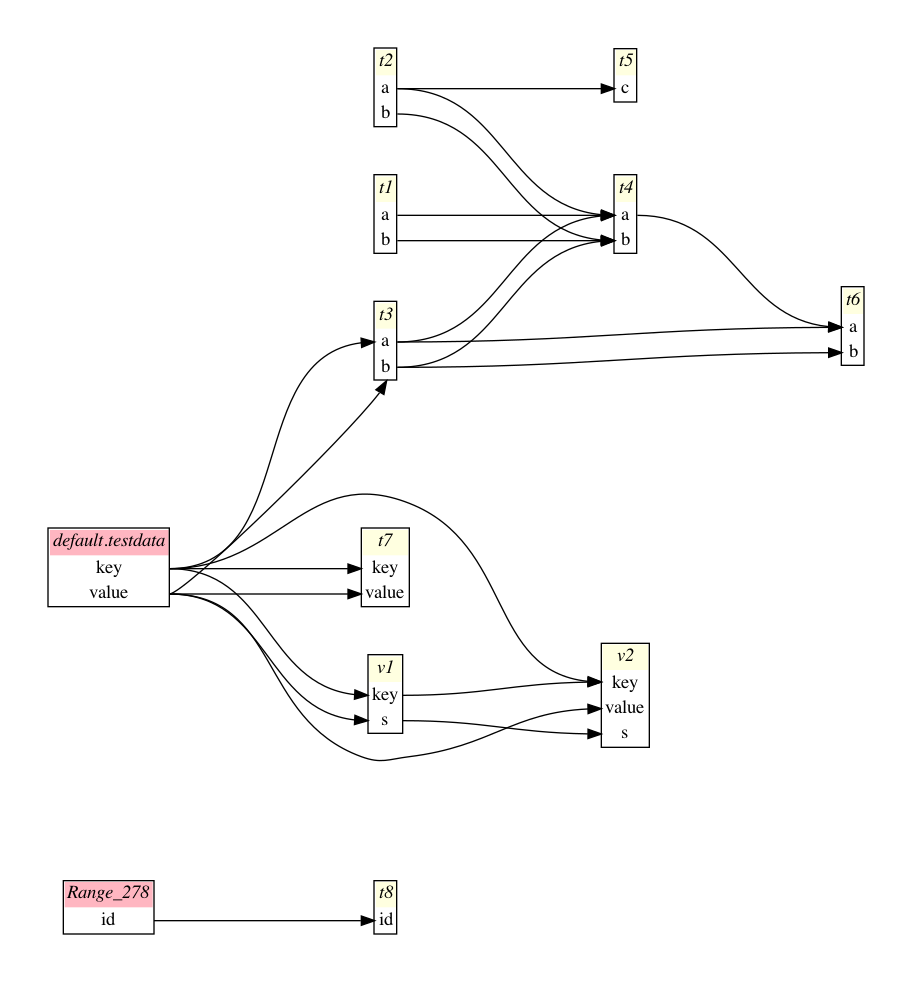 t2
a
b
t5
c
t1
a
b
t4
a
b
t3
a
b
t6
a
b
default.testdata
key
value
t7
key
value
v1
key
s
v2
key
value
s
Range_278
id
t8
id